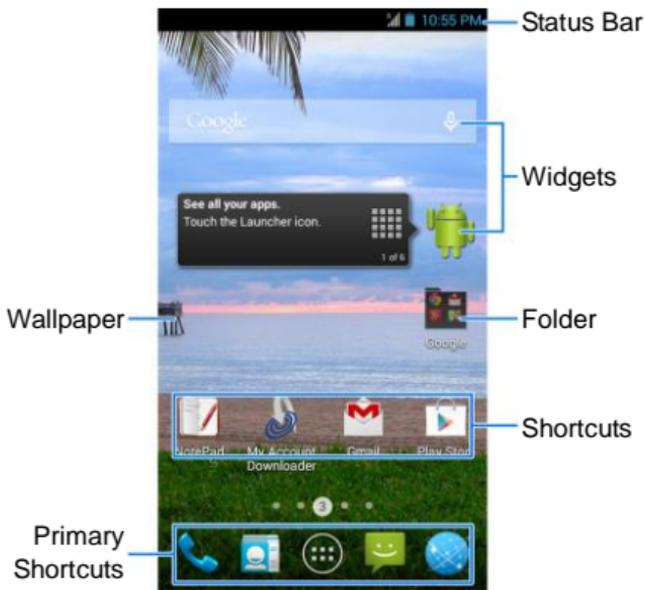 10:55 PM
Status Bar
Google
Widgets
See all your apps.
Touch the Launcher icon.
1 of 6
Wallpaper
Folder
Google
Shortcuts
NotePad
My Account
Downloader
Gmail
Play Stor
3
Primary
Shortcuts